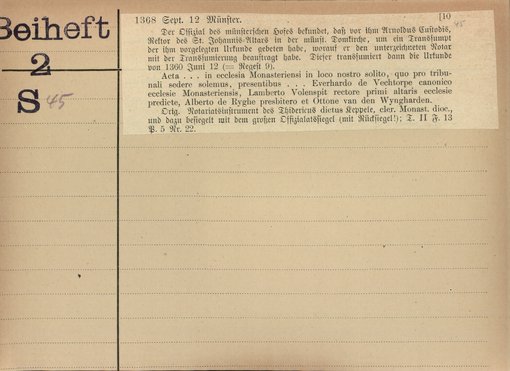 Beiheft
2
S 45
1368 Sept. 12 Münster. [10
45
Der Offizial des münsterschen Hofes bekundet, daß vor ihm Arnoldus Custodis,
Rektor des St. Johannis-Altars in der münst. Domkirche, um ein Transsumpt
der ihm vorgelegten Urkunde gebeten habe, worauf er den unterzeichneten Notar
mit der Transsumierung beauftragt habe. Dieser transsumiert dann die Urkunde
von 1360 Juni 12 (= Regest 9).
Acta . . . in ecclesia Monasteriensi in loco nostro solito, quo pro tribu-
nali sedere solemus, presentibus . . . Everhardo de Vechtorpe canonico
ecclesie Monasteriensis, Lamberto Volenspit rectore primi altaris ecclesie
predicte, Alberto de Ryghe presbitero et Ottone van den Wyngharden.
Orig. Notariatsinstrument des Thidericus dictus Keppele, cler. Monast. dioc.,
und dazu besiegelt mit dem großen Offizialatssiegel (mit Rücksiegel!); T. II F. 13
P. 5 Nr. 22.